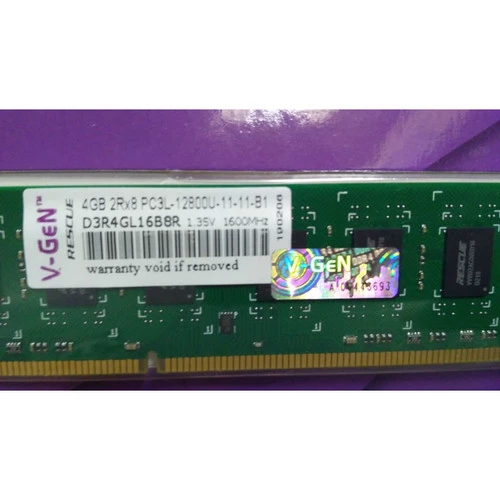 V-GeN™
RESCUE
4GB 2Rx8 PC3L-12800U-11-11-B1
D3R4GL16B8R 1.35V 1600MHz
warranty void if removed
V-GeN
RESCUE